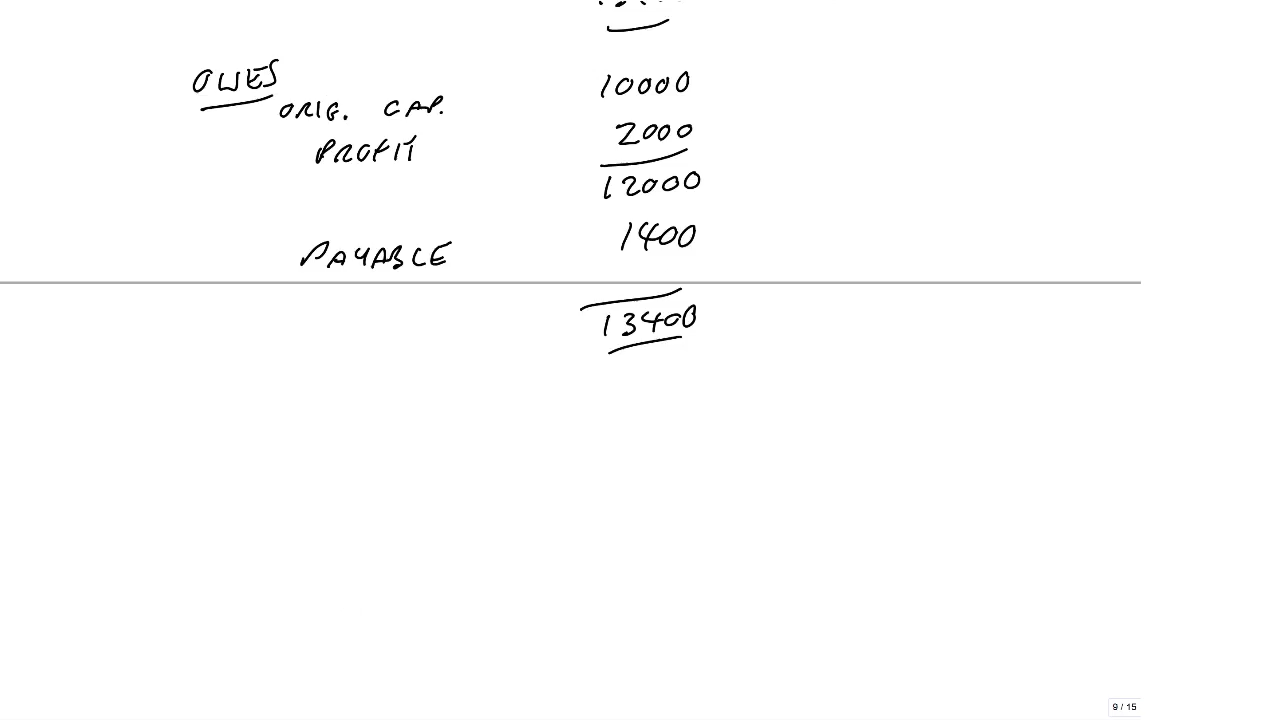 OWES
ORIG. CAP. 10000
PROFIT 2000
12000
PAYABLE 1400
13400
9 / 15